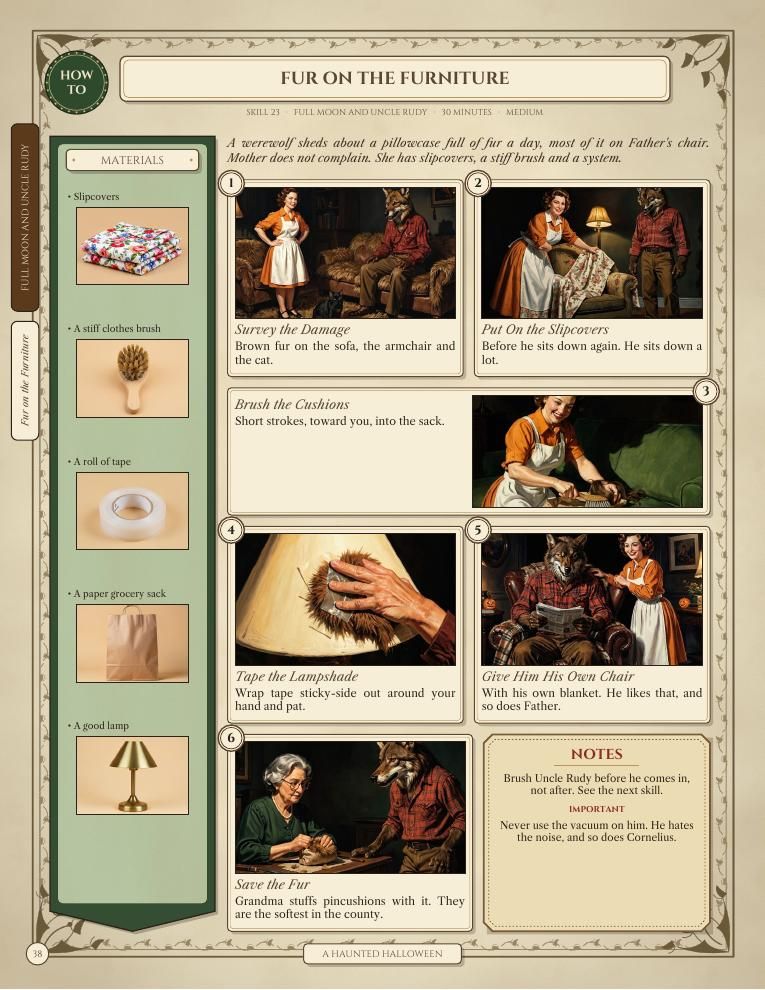 HOW
TO
FUR ON THE FURNITURE
SKILL 23 · FULL MOON AND UNCLE RUDY · 30 MINUTES · MEDIUM
FULL MOON AND UNCLE RUDY
Fur on the Furniture
MATERIALS
• Slipcovers
• A stiff clothes brush
• A roll of tape
• A paper grocery sack
• A good lamp
A werewolf sheds about a pillowcase full of fur a day, most of it on Father's chair.
Mother does not complain. She has slipcovers, a stiff brush and a system.
1
Survey the Damage
Brown fur on the sofa, the armchair and
the cat.
2
Put On the Slipcovers
Before he sits down again. He sits down a
lot.
3
Brush the Cushions
Short strokes, toward you, into the sack.
4
Tape the Lampshade
Wrap tape sticky-side out around your
hand and pat.
5
Give Him His Own Chair
With his own blanket. He likes that, and
so does Father.
6
Save the Fur
Grandma stuffs pincushions with it. They
are the softest in the county.
NOTES
Brush Uncle Rudy before he comes in,
not after. See the next skill.
IMPORTANT
Never use the vacuum on him. He hates
the noise, and so does Cornelius.
38
A HAUNTED HALLOWEEN